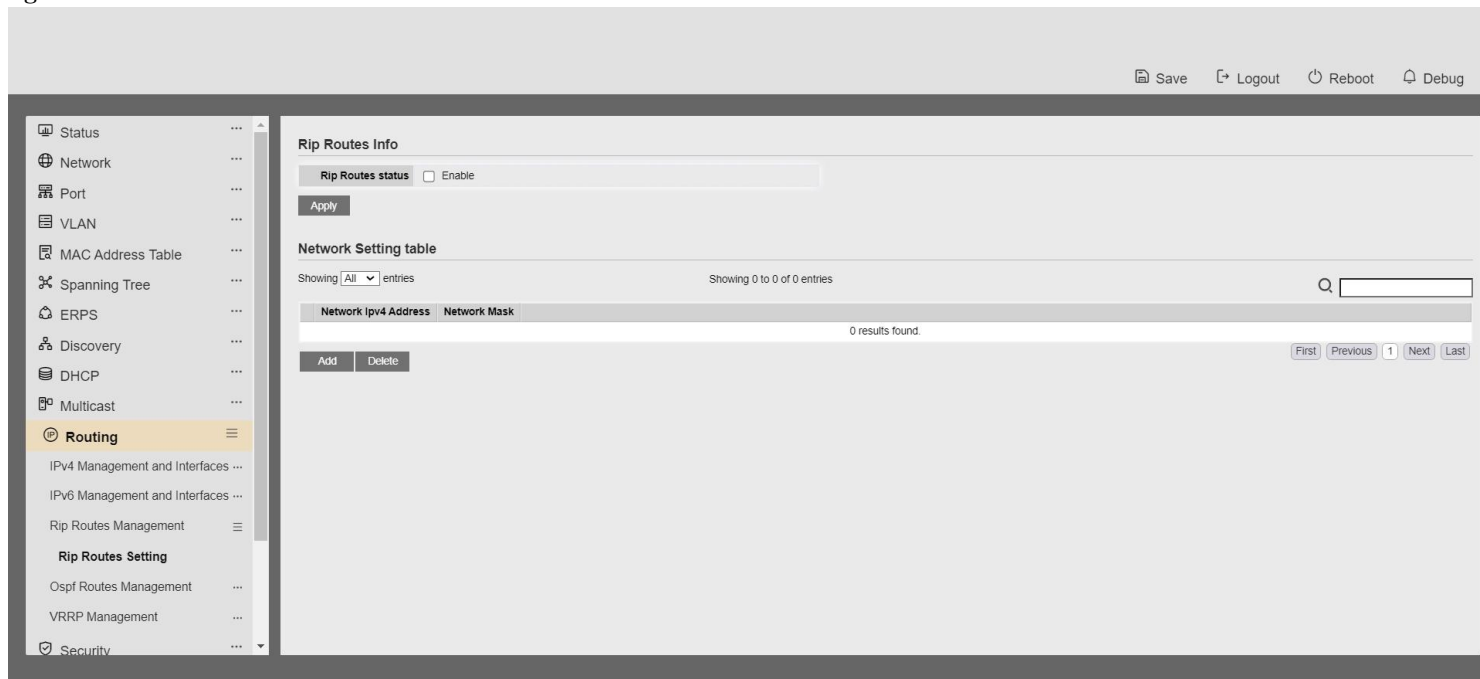 Save Logout Reboot Debug
Status ...
Network ...
Port ...
VLAN ...
MAC Address Table ...
Spanning Tree ...
ERPS ...
Discovery ...
DHCP ...
Multicast ...
IP Routing
IPv4 Management and Interfaces ...
IPv6 Management and Interfaces ...
Rip Routes Management
Rip Routes Setting
Ospf Routes Management ...
VRRP Management ...
Security ...
Rip Routes Info
Rip Routes status Enable
Apply
Network Setting table
Showing All entries Showing 0 to 0 of 0 entries
Network Ipv4 Address Network Mask
0 results found.
Add Delete
First Previous 1 Next Last